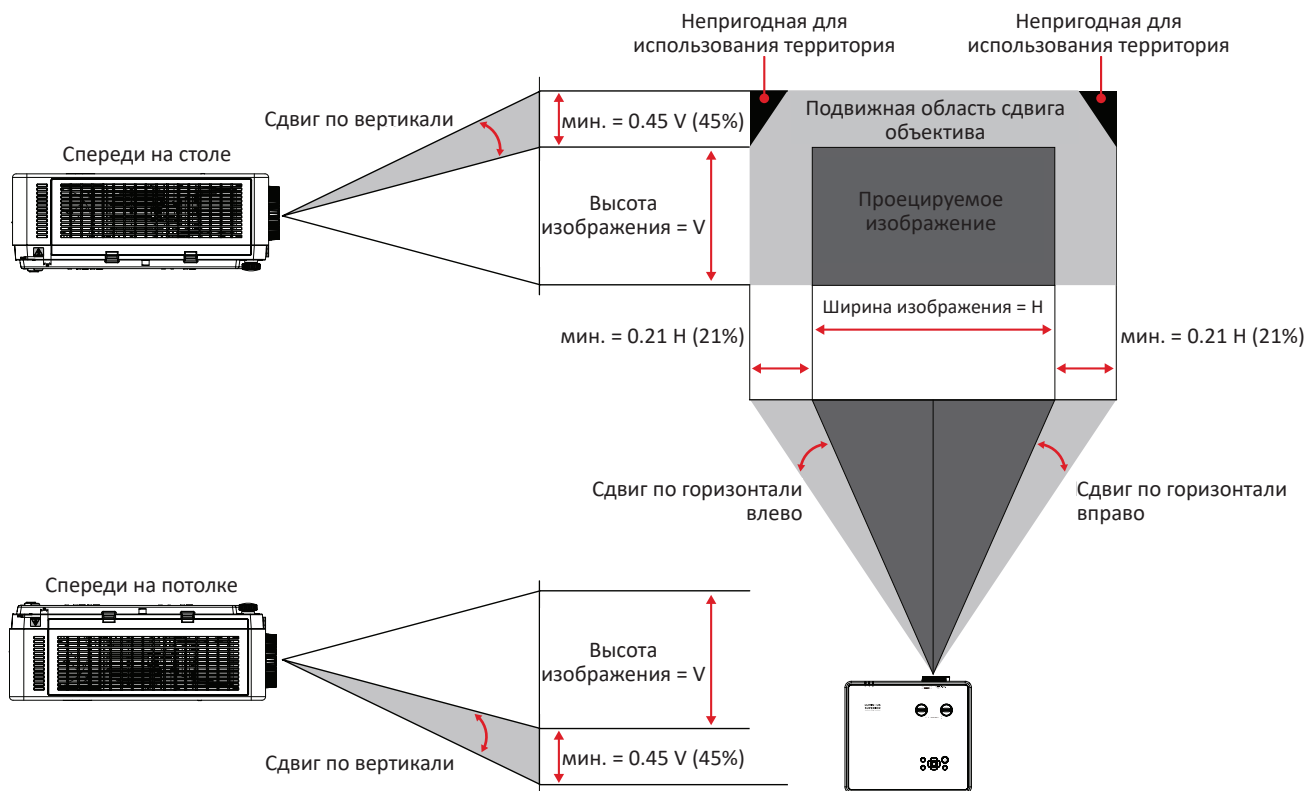 Непригодная для
использования территория
Непригодная для
использования территория
Сдвиг по вертикали
мин. = 0.45 V (45%)
Подвижная область сдвига
объектива
Спереди на столе
Высота
изображения = V
Проецируемое
изображение
Ширина изображения = H
мин. = 0.21 H (21%)
мин. = 0.21 H (21%)
Сдвиг по горизонтали
влево
Сдвиг по горизонтали
вправо
Спереди на потолке
Высота
изображения = V
Сдвиг по вертикали
мин. = 0.45 V (45%)